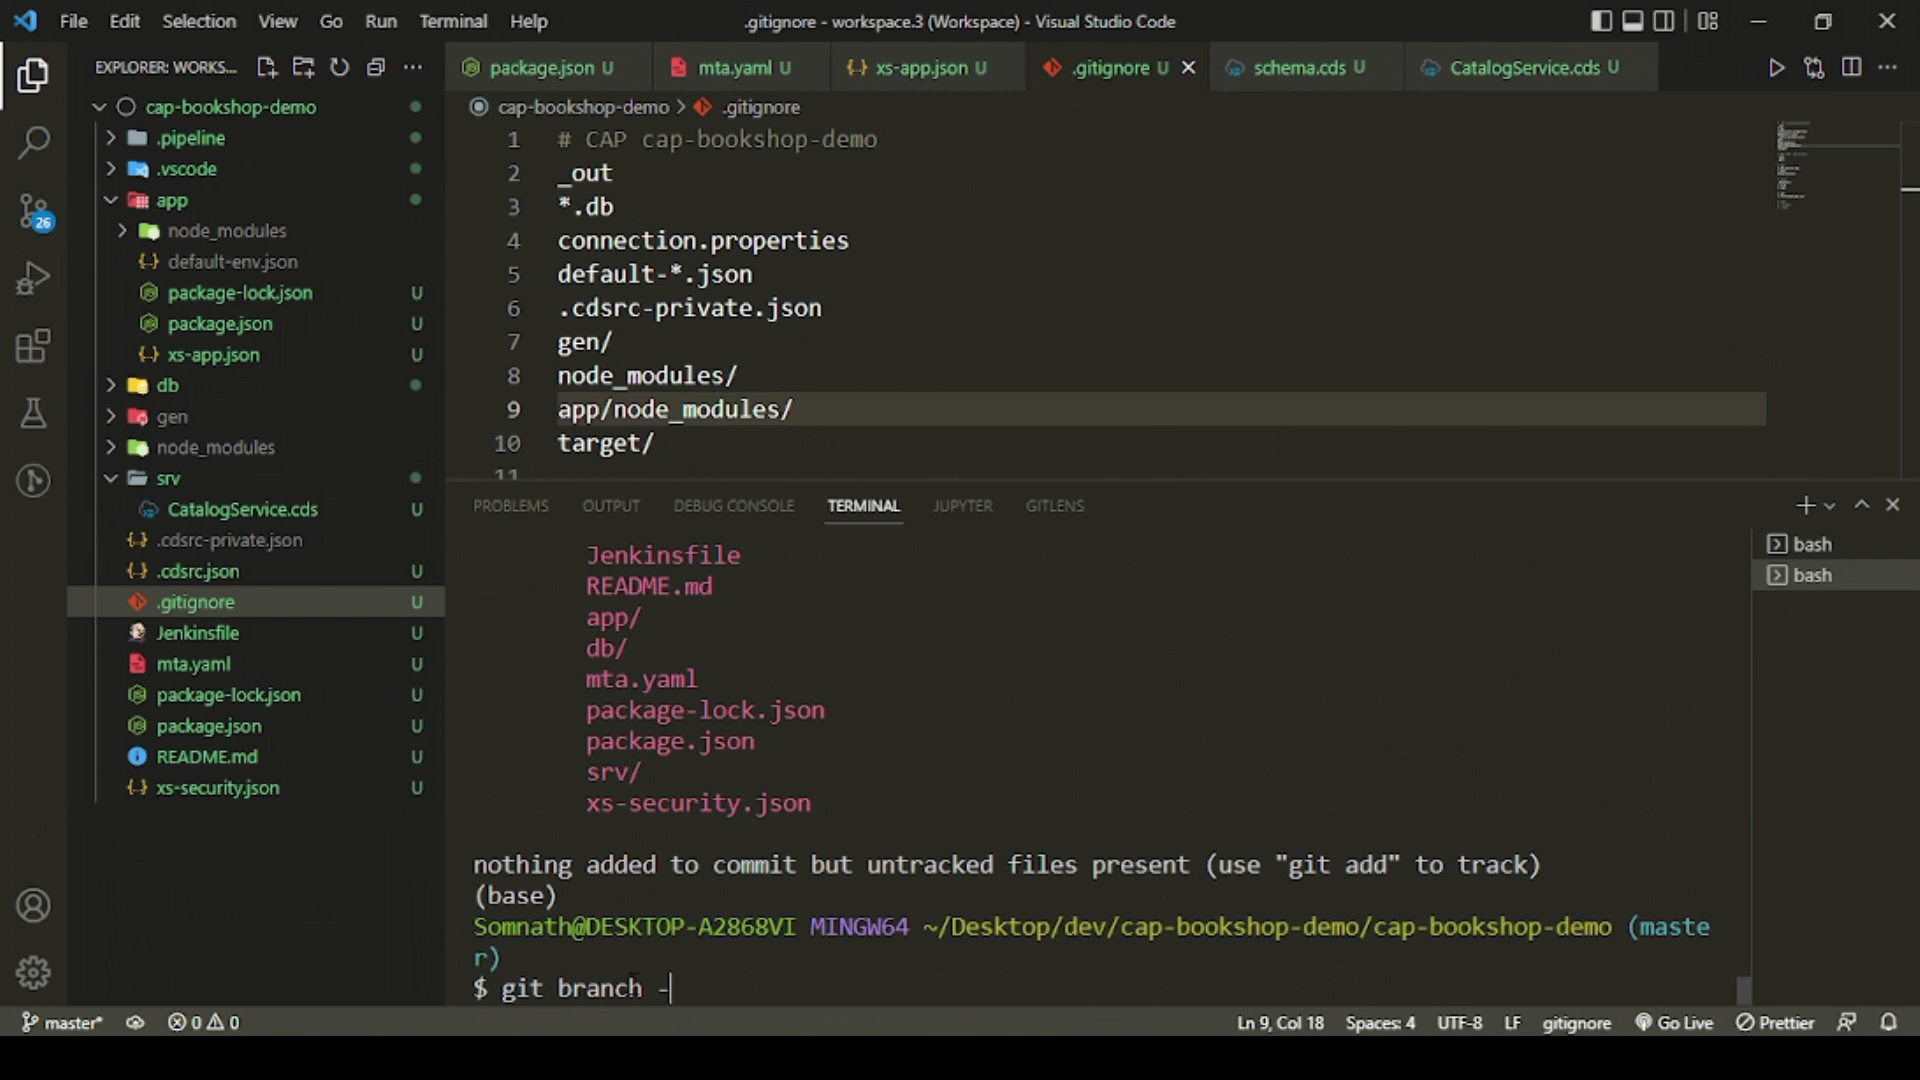 File Edit Selection View Go Run Terminal Help
.gitignore - workspace.3 (Workspace) - Visual Studio Code
EXPLORER: WORKS...
package.json U
mta.yaml U
xs-app.json U
.gitignore U
schema.cds U
CatalogService.cds U
cap-bookshop-demo
.pipeline
.vscode
app
node_modules
default-env.json
package-lock.json U
package.json U
xs-app.json U
db
gen
node_modules
srv
CatalogService.cds U
.cdsrc-private.json
.cdsrc.json U
.gitignore U
Jenkinsfile U
mta.yaml U
package-lock.json U
package.json U
README.md U
xs-security.json U
26
cap-bookshop-demo > .gitignore
1 # CAP cap-bookshop-demo
2 _out
3 *.db
4 connection.properties
5 default-*.json
6 .cdsrc-private.json
7 gen/
8 node_modules/
9 app/node_modules/
10 target/
11
PROBLEMS OUTPUT DEBUG CONSOLE TERMINAL JUPYTER GITLENS
bash
bash
Jenkinsfile
README.md
app/
db/
mta.yaml
package-lock.json
package.json
srv/
xs-security.json
nothing added to commit but untracked files present (use "git add" to track)
(base)
Somnath@DESKTOP-A2868VI MINGW64 ~/Desktop/dev/cap-bookshop-demo/cap-bookshop-demo (maste
r)
$ git branch -
master* 0 0
Ln 9, Col 18 Spaces: 4 UTF-8 LF gitignore Go Live Prettier